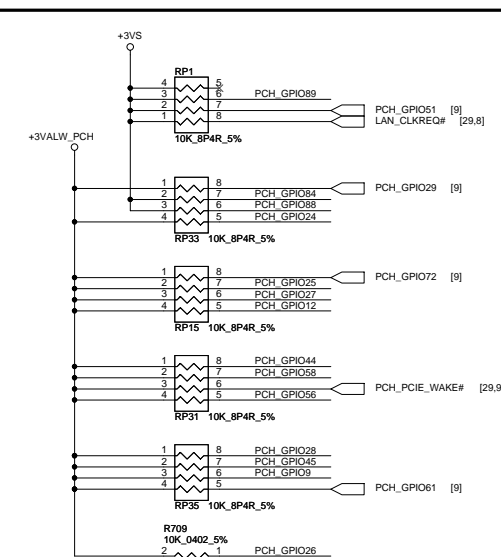 +3VS
RP1
4 5
3 6 PCH_GPIO89
2 7 PCH_GPIO51 [9]
1 8 LAN_CLKREQ# [29,8]
10K_8P4R_5%
+3VALW_PCH
1 8 PCH_GPIO29 [9]
2 7 PCH_GPIO84
3 6 PCH_GPIO88
4 5 PCH_GPIO24
RP33 10K_8P4R_5%
1 8 PCH_GPIO72 [9]
2 7 PCH_GPIO25
3 6 PCH_GPIO27
4 5 PCH_GPIO12
RP15 10K_8P4R_5%
1 8 PCH_GPIO44
2 7 PCH_GPIO58
3 6 PCH_PCIE_WAKE# [29,9
4 5 PCH_GPIO56
RP31 10K_8P4R_5%
1 8 PCH_GPIO28
2 7 PCH_GPIO45
3 6 PCH_GPIO9
4 5 PCH_GPIO61 [9]
RP35 10K_8P4R_5%
R709
10K_0402_5%
2 1 PCH_GPIO26